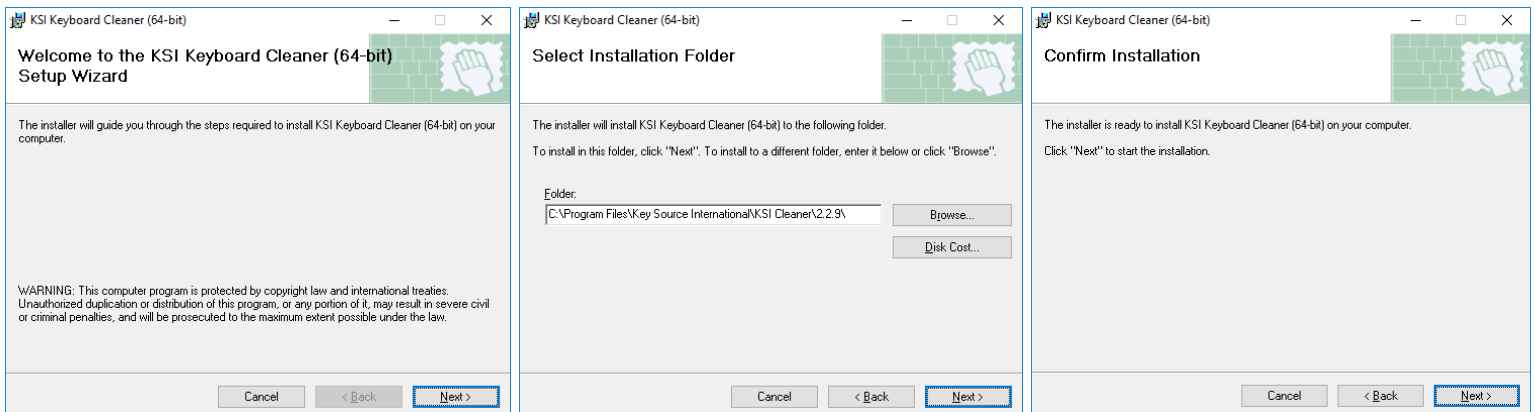 KSI Keyboard Cleaner (64-bit)
Welcome to the KSI Keyboard Cleaner (64-bit)
Setup Wizard
The installer will guide you through the steps required to install KSI Keyboard Cleaner (64-bit) on your
computer.
WARNING: This computer program is protected by copyright law and international treaties.
Unauthorized duplication or distribution of this program, or any portion of it, may result in severe civil
or criminal penalties, and will be prosecuted to the maximum extent possible under the law.
Cancel
< Back
Next >
KSI Keyboard Cleaner (64-bit)
Select Installation Folder
The installer will install KSI Keyboard Cleaner (64-bit) to the following folder.
To install in this folder, click "Next". To install to a different folder, enter it below or click "Browse".
Folder:
C:\Program Files\Key Source International\KSI Cleaner\2.2.9\
Browse...
Disk Cost...
Cancel
< Back
Next >
KSI Keyboard Cleaner (64-bit)
Confirm Installation
The installer is ready to install KSI Keyboard Cleaner (64-bit) on your computer.
Click "Next" to start the installation.
Cancel
< Back
Next >